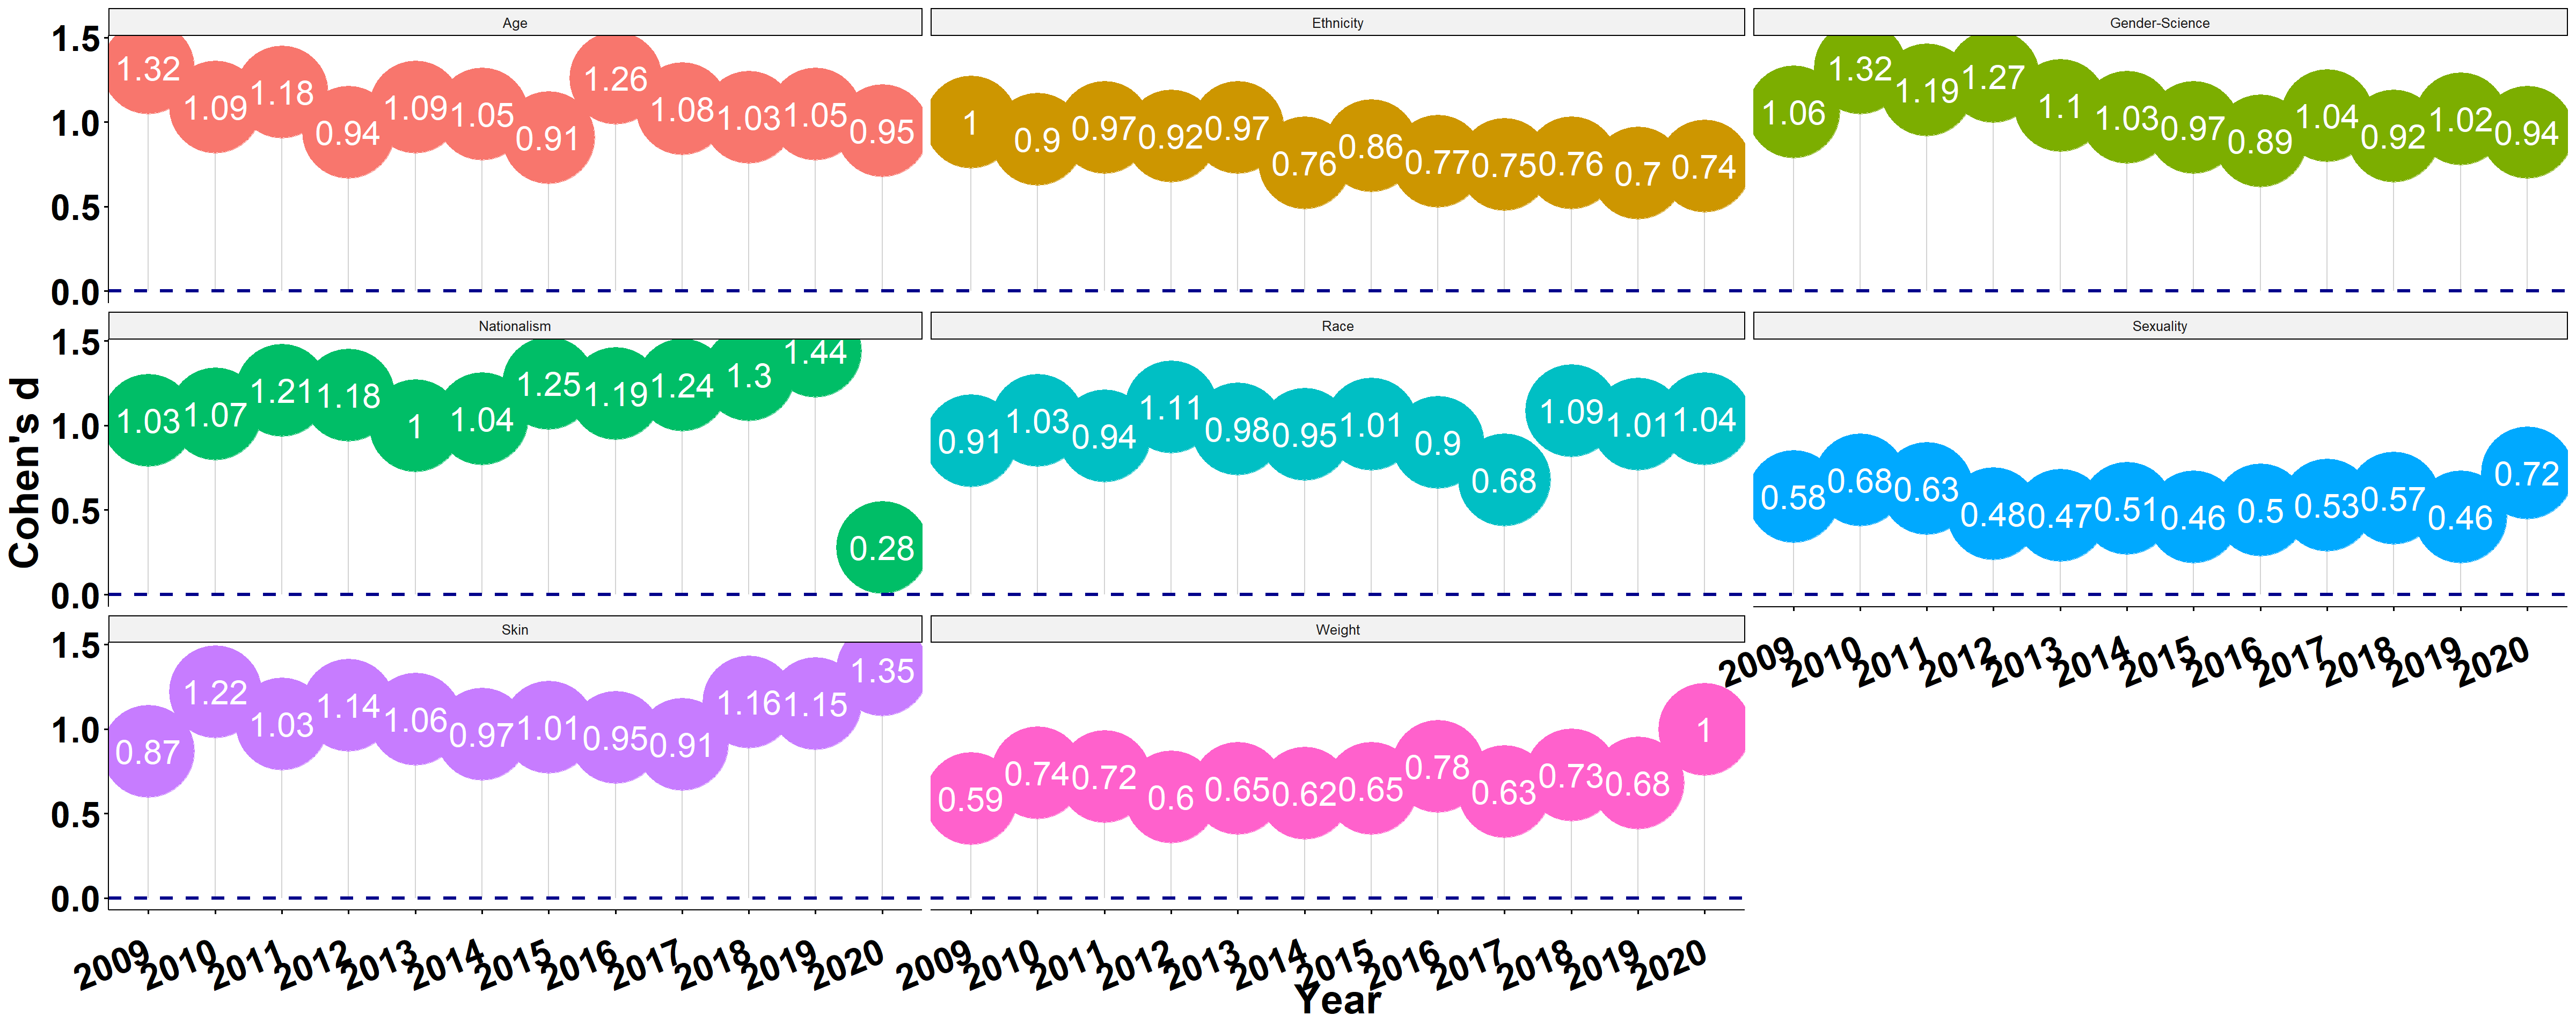 Age Ethnicity Gender-Science
1.5
1.0
0.5
0.0
1.32 1.09 1.18 0.94 1.09 1.05 0.91 1.26 1.08 1.03 1.05 0.95
1 0.9 0.97 0.92 0.97 0.76 0.86 0.77 0.75 0.76 0.7 0.74
1.06 1.32 1.19 1.27 1.1 1.03 0.97 0.89 1.04 0.92 1.02 0.94
Nationalism Race Sexuality
Cohen's d
1.5
1.0
0.5
0.0
1.03 1.07 1.21 1.18 1 1.04 1.25 1.19 1.24 1.3 1.44 0.28
0.91 1.03 0.94 1.11 0.98 0.95 1.01 0.9 0.68 1.09 1.01 1.04
0.58 0.68 0.63 0.48 0.47 0.51 0.46 0.5 0.53 0.57 0.46 0.72
2009 2010 2011 2012 2013 2014 2015 2016 2017 2018 2019 2020
Skin Weight
1.5
1.0
0.5
0.0
0.87 1.22 1.03 1.14 1.06 0.97 1.01 0.95 0.91 1.16 1.15 1.35
0.59 0.74 0.72 0.6 0.65 0.62 0.65 0.78 0.63 0.73 0.68 1
2009 2010 2011 2012 2013 2014 2015 2016 2017 2018 2019 2020
2009 2010 2011 2012 2013 2014 2015 2016 2017 2018 2019 2020
Year